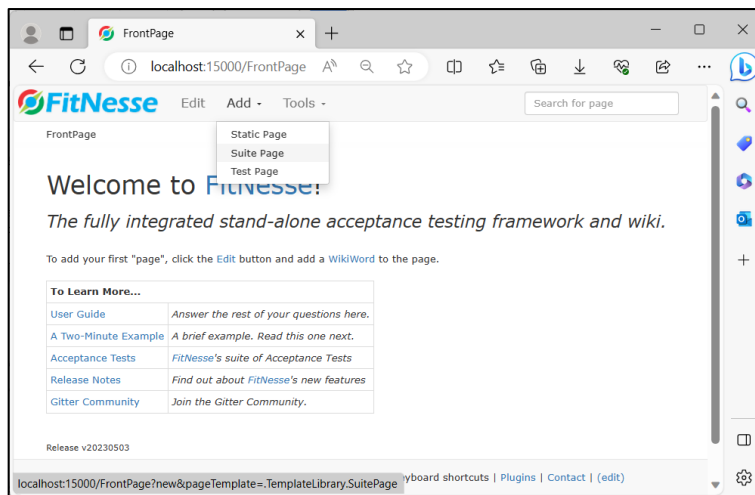 FrontPage
localhost:15000/FrontPage
FitNesse Edit Add Tools Search for page
FrontPage
Static Page
Suite Page
Test Page
Welcome to FitNesse!
The fully integrated stand-alone acceptance testing framework and wiki.
To add your first "page", click the Edit button and add a WikiWord to the page.
To Learn More...
User Guide Answer the rest of your questions here.
A Two-Minute Example A brief example. Read this one next.
Acceptance Tests FitNesse's suite of Acceptance Tests
Release Notes Find out about FitNesse's new features
Gitter Community Join the Gitter Community.
Release v20230503
localhost:15000/FrontPage?new&pageTemplate=.TemplateLibrary.SuitePage yboard shortcuts | Plugins | Contact | (edit)